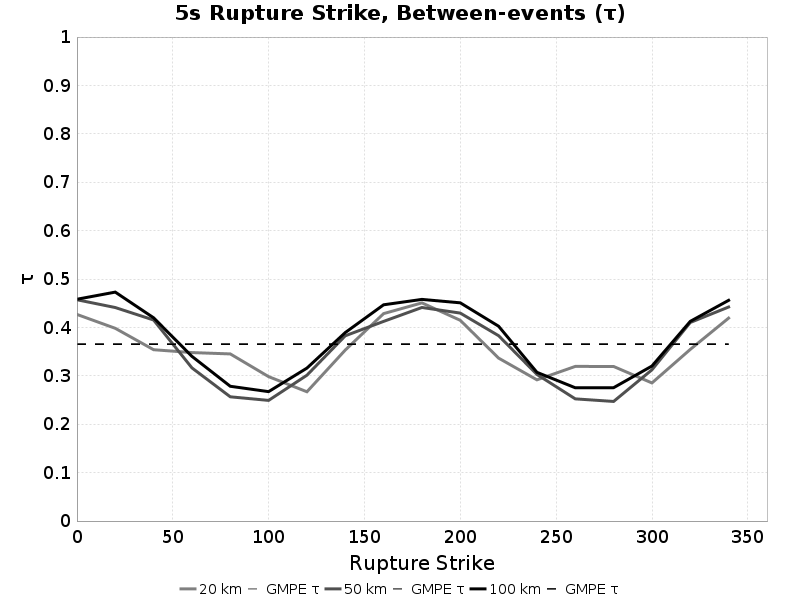 5s Rupture Strike, Between-events (τ)
1
0.9
0.8
0.7
0.6
0.5
0.4
0.3
0.2
0.1
0
τ
0 50 100 150 200 250 300 350
Rupture Strike
20 km GMPE τ 50 km GMPE τ 100 km GMPE τ